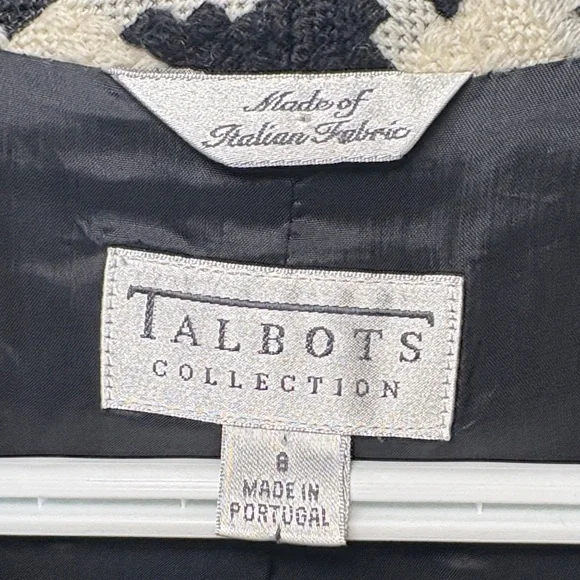 Made of
Italian Fabric
TALBOTS
COLLECTION
8
MADE IN
PORTUGAL